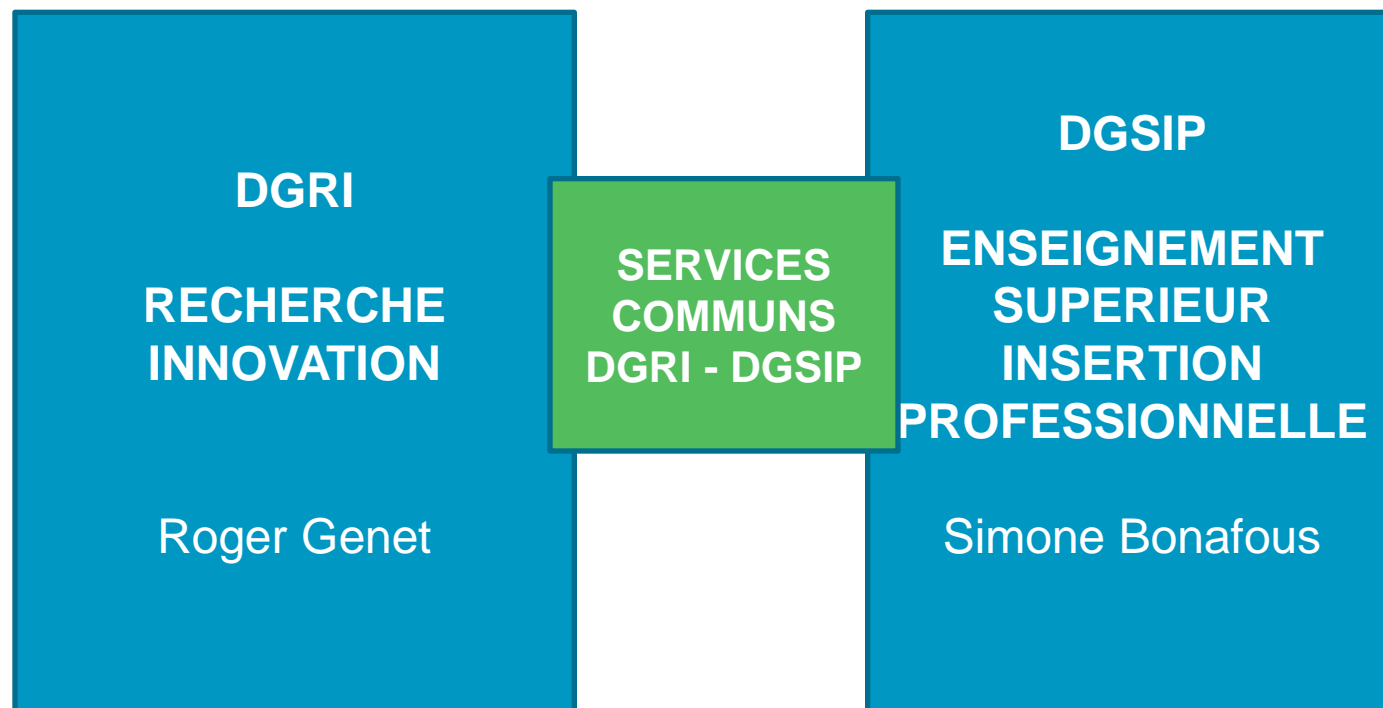 DGRI
RECHERCHE
INNOVATION
Roger Genet
SERVICES
COMMUNS
DGRI - DGSIP
DGSIP
ENSEIGNEMENT
SUPERIEUR
INSERTION
PROFESSIONNELLE
Simone Bonafous